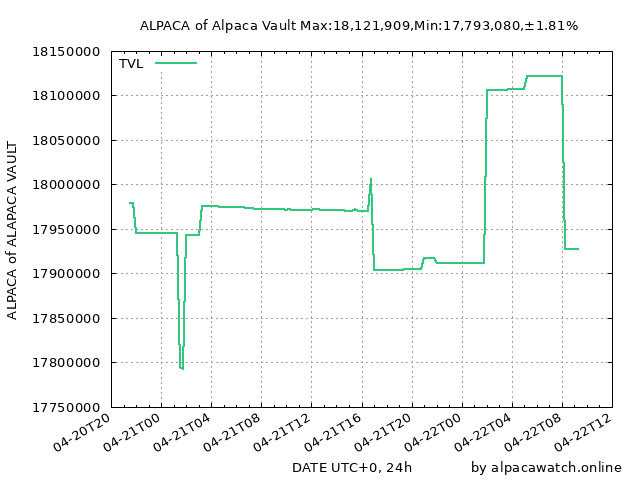 ALPACA of Alpaca Vault Max:18,121,909,Min:17,793,080,±1.81%
TVL
ALPACA of ALAPACA VAULT
18150000
18100000
18050000
18000000
17950000
17900000
17850000
17800000
17750000
04-20T20
04-21T00
04-21T04
04-21T08
04-21T12
04-21T16
04-21T20
04-22T00
04-22T04
04-22T08
04-22T12
DATE UTC+0, 24h
by alpacawatch.online